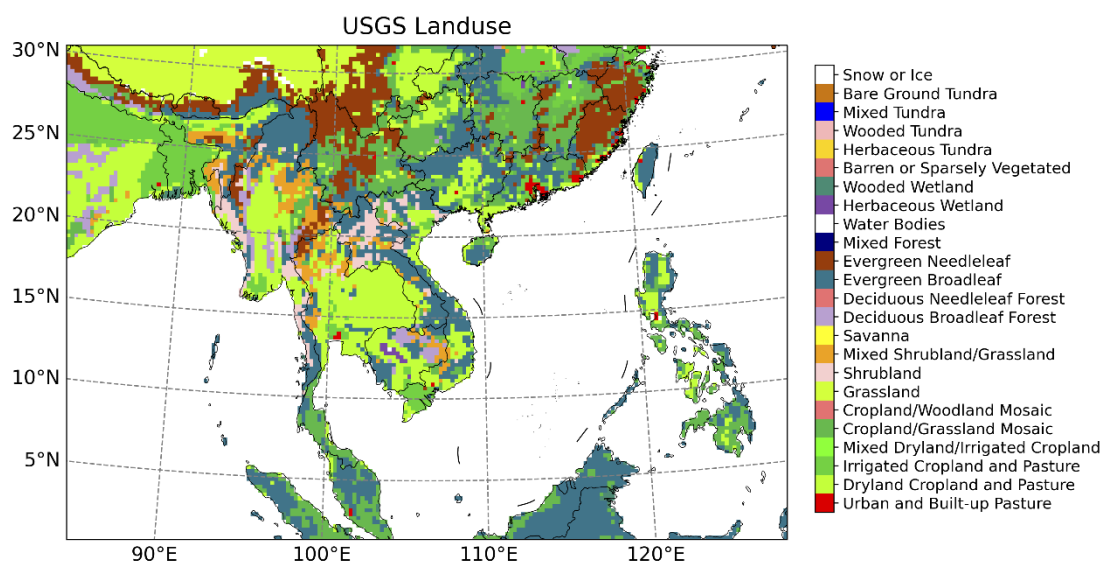 USGS Landuse
30°N
25°N
20°N
15°N
10°N
5°N
90°E
100°E
110°E
120°E
Snow or Ice
Bare Ground Tundra
Mixed Tundra
Wooded Tundra
Herbaceous Tundra
Barren or Sparsely Vegetated
Wooded Wetland
Herbaceous Wetland
Water Bodies
Mixed Forest
Evergreen Needleleaf
Evergreen Broadleaf
Deciduous Needleleaf Forest
Deciduous Broadleaf Forest
Savanna
Mixed Shrubland/Grassland
Shrubland
Grassland
Cropland/Woodland Mosaic
Cropland/Grassland Mosaic
Mixed Dryland/Irrigated Cropland
Irrigated Cropland and Pasture
Dryland Cropland and Pasture
Urban and Built-up Pasture